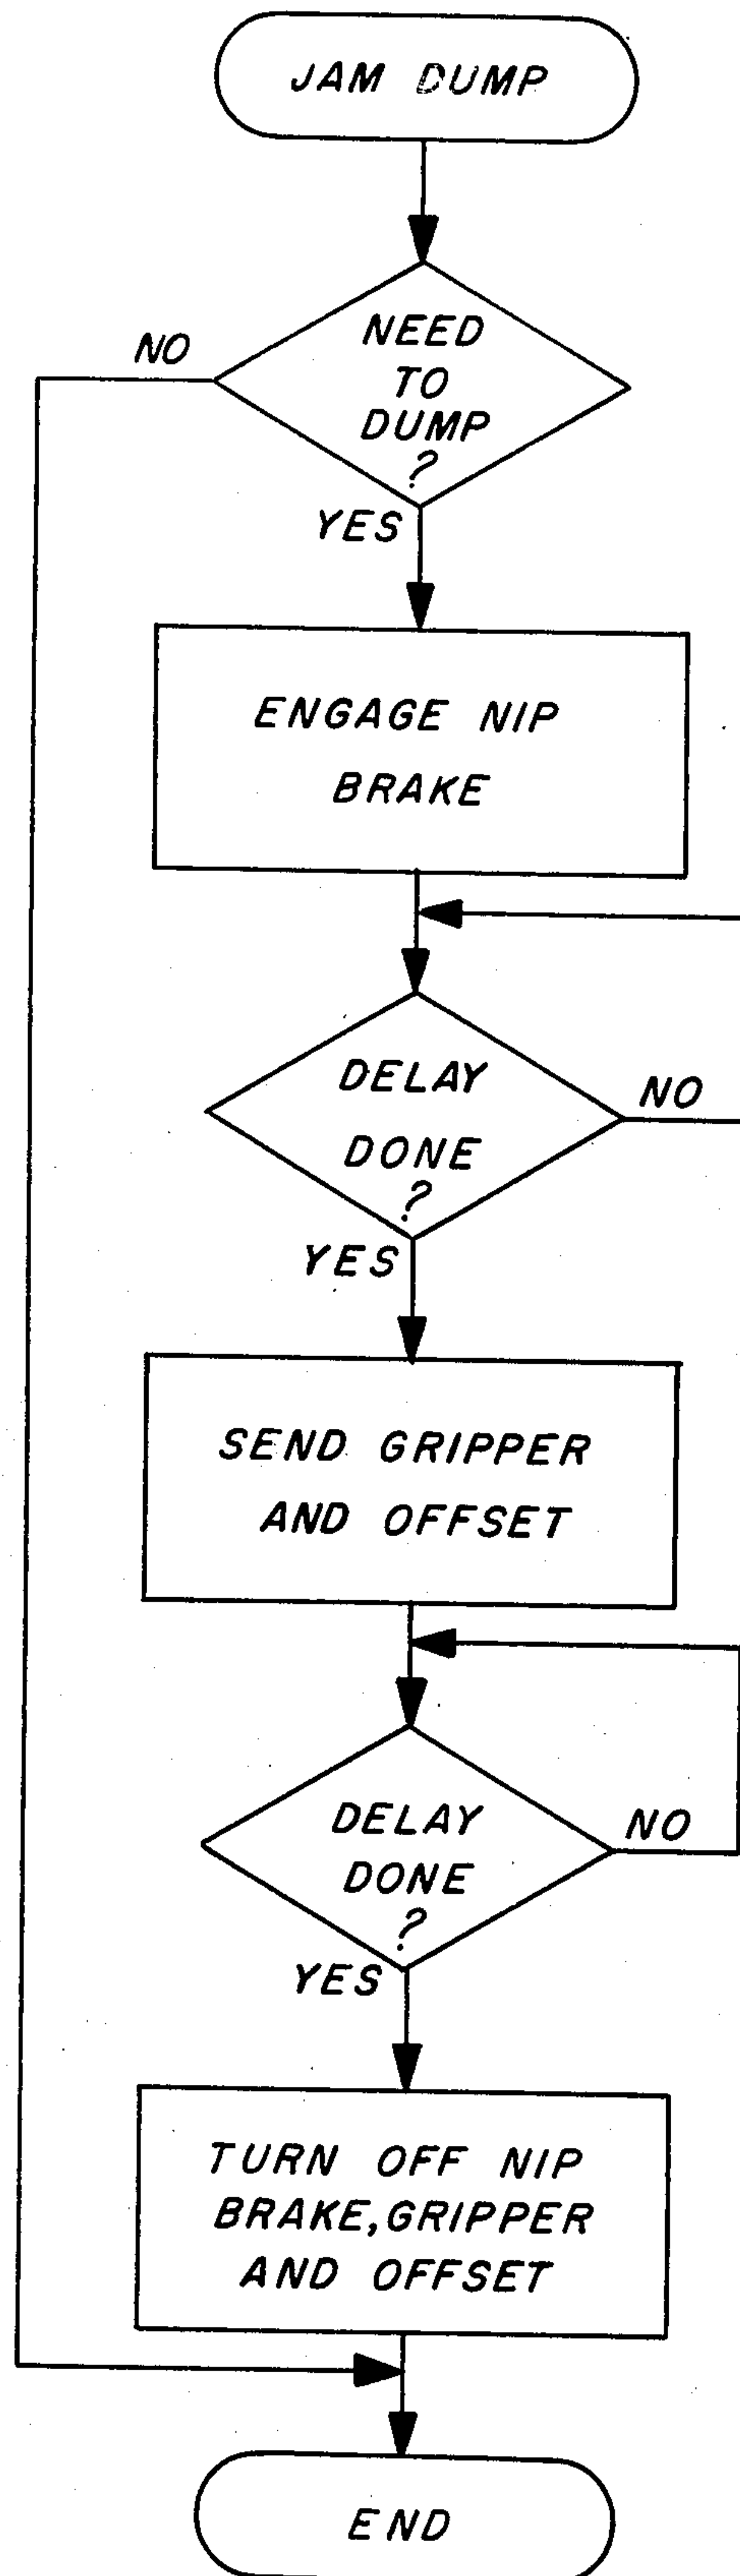 JAM DUMP
NO
NEED
TO
DUMP
?
YES
ENGAGE NIP
BRAKE
DELAY
DONE
?
NO
YES
SEND GRIPPER
AND OFFSET
DELAY
DONE
?
NO
YES
TURN OFF NIP
BRAKE, GRIPPER
AND OFFSET
END